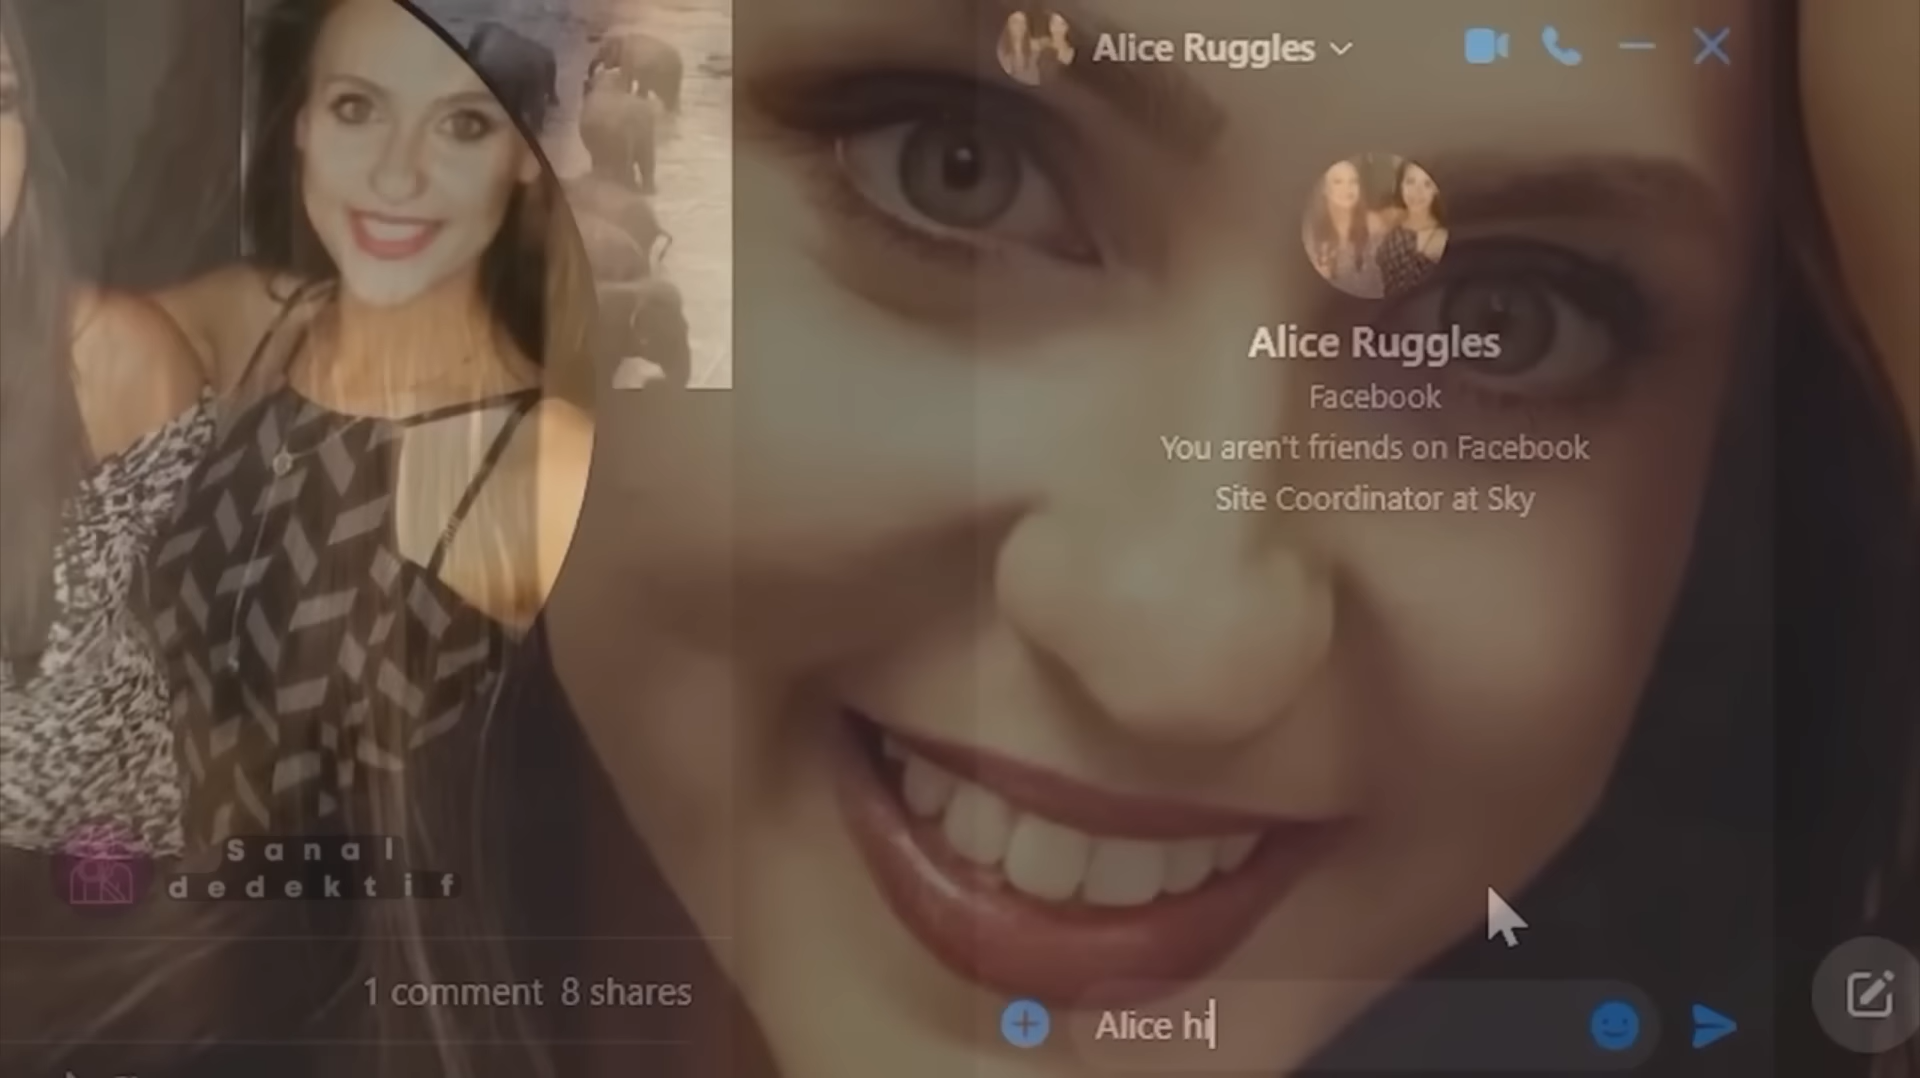 Alice Ruggles
Alice Ruggles
Facebook
You aren't friends on Facebook
Site Coordinator at Sky
Sanal
dedektif
1 comment 8 shares
Alice hi